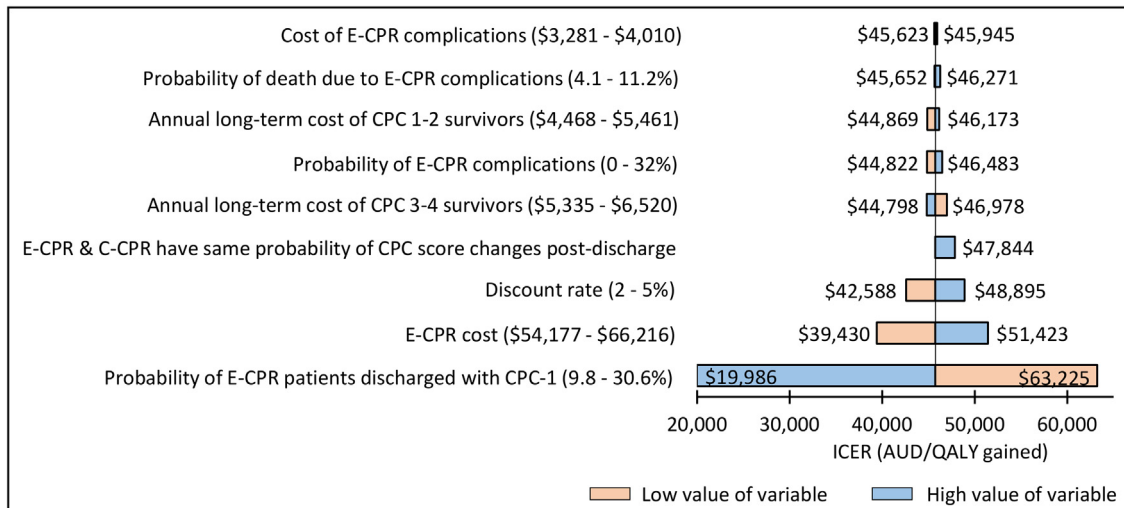 Cost of E-CPR complications ($3,281 - $4,010) $45,623 $45,945
Probability of death due to E-CPR complications (4.1 - 11.2%) $45,652 $46,271
Annual long-term cost of CPC 1-2 survivors ($4,468 - $5,461) $44,869 $46,173
Probability of E-CPR complications (0 - 32%) $44,822 $46,483
Annual long-term cost of CPC 3-4 survivors ($5,335 - $6,520) $44,798 $46,978
E-CPR & C-CPR have same probability of CPC score changes post-discharge $47,844
Discount rate (2 - 5%) $42,588 $48,895
E-CPR cost ($54,177 - $66,216) $39,430 $51,423
Probability of E-CPR patients discharged with CPC-1 (9.8 - 30.6%) $19,986 $63,225
20,000 30,000 40,000 50,000 60,000
ICER (AUD/QALY gained)
Low value of variable High value of variable